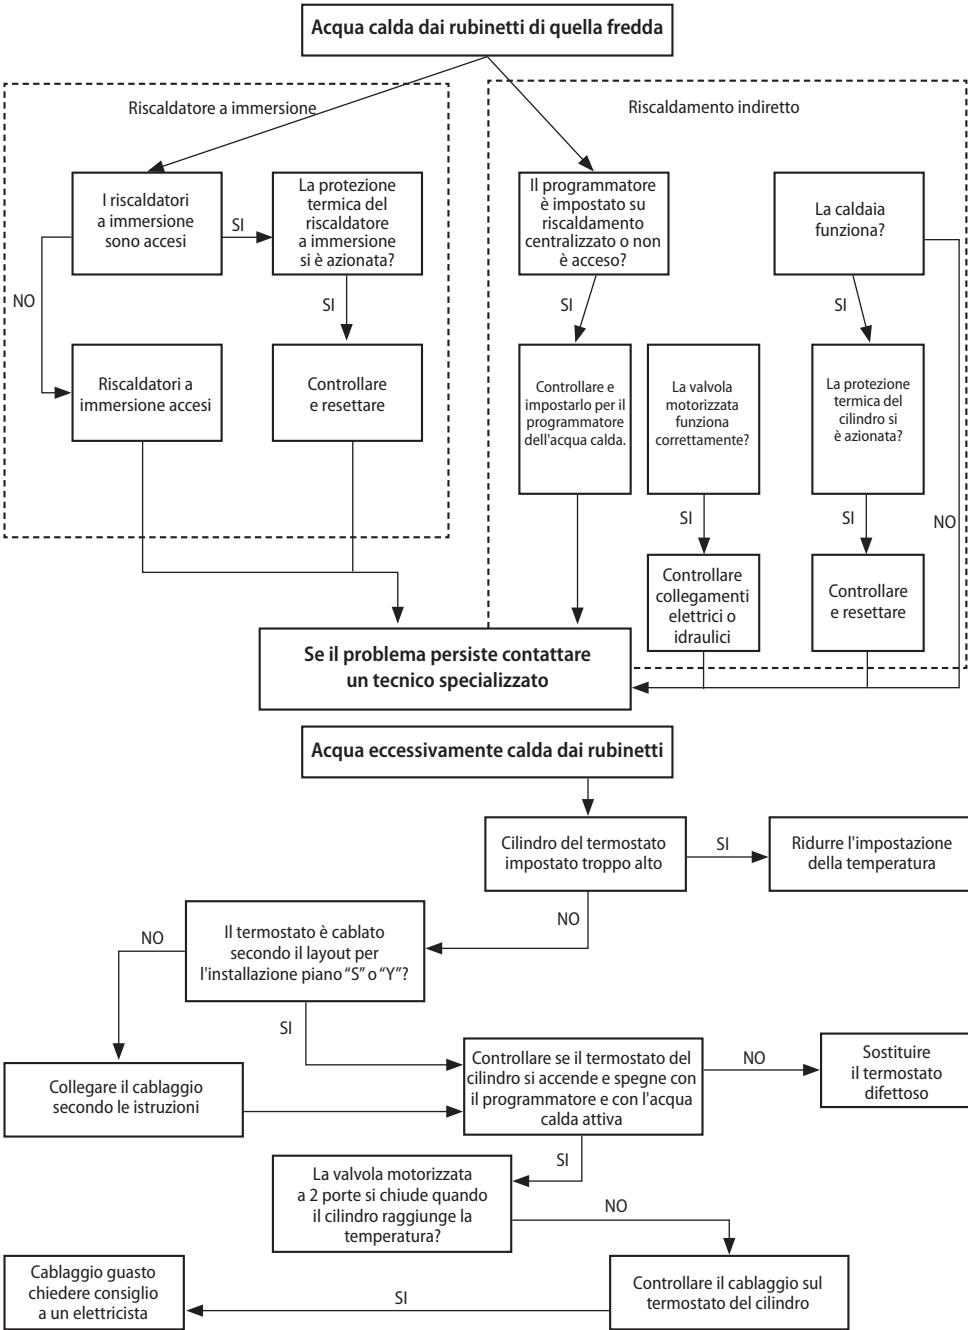 Acqua calda dai rubinetti di quella fredda
Riscaldatore a immersione
Riscaldamento indiretto
I riscaldatori
a immersione
sono accesi
SI
La protezione
termica del
riscaldatore
a immersione
si è azionata?
Il programmatore
è impostato su
riscaldamento
centralizzato o non
è acceso?
La caldaia
funziona?
NO
SI
SI
SI
Riscaldatori a
immersione accesi
Controllare
e resettare
Controllare e
impostarlo per il
programmatore
dell'acqua calda.
La valvola
motorizzata
funziona
correttamente?
La protezione
termica del
cilindro si
è azionata?
SI
SI
NO
Controllare
collegamenti
elettrici o
idraulici
Controllare
e resettare
Se il problema persiste contattare
un tecnico specializzato
Acqua eccessivamente calda dai rubinetti
Cilindro del termostato
impostato troppo alto
SI
Ridurre l'impostazione
della temperatura
NO
Il termostato è cablato
secondo il layout per
l'installazione piano "S" o "Y"?
NO
SI
Collegare il cablaggio
secondo le istruzioni
Controllare se il termostato del
cilindro si accende e spegne con
il programmatore e con l'acqua
calda attiva
NO
Sostituire
il termostato
difettoso
SI
La valvola motorizzata
a 2 porte si chiude quando
il cilindro raggiunge la
temperatura?
NO
Controllare il cablaggio sul
termostato del cilindro
SI
Cablaggio guasto
chiedere consiglio
a un elettricista